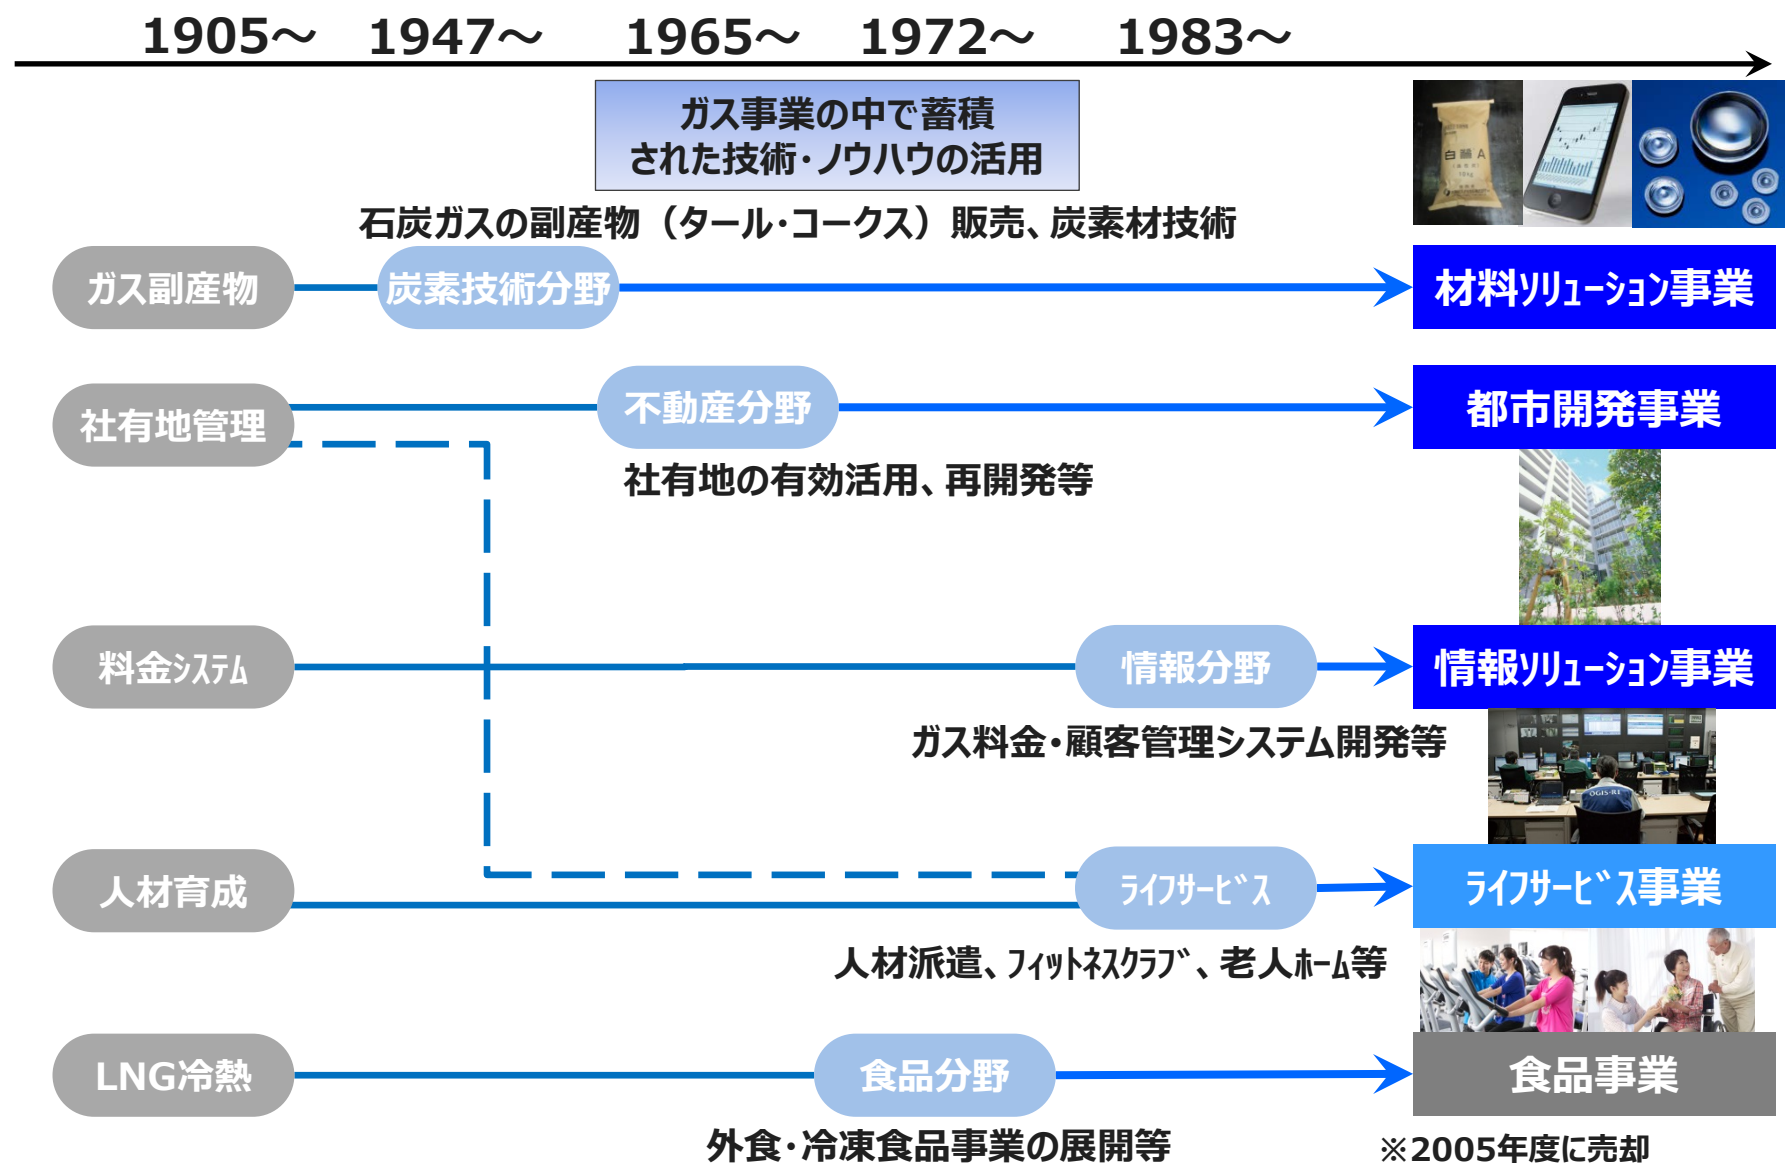 1905～ 1947～ 1965～ 1972～ 1983～
ガス事業の中で蓄積
された技術・ノウハウの活用
白鷺A
石炭ガスの副産物（タール・コークス）販売、炭素材技術
ガス副産物
炭素技術分野
材料ｿﾘｭｰｼｮﾝ事業
社有地管理
不動産分野
都市開発事業
社有地の有効活用、再開発等
料金ｼｽﾃﾑ
情報分野
情報ｿﾘｭｰｼｮﾝ事業
ガス料金・顧客管理システム開発等
OGIS-RI
人材育成
ﾗｲﾌｻｰﾋﾞｽ
ﾗｲﾌｻｰﾋﾞｽ事業
人材派遣、ﾌｨｯﾄﾈｽｸﾗﾌﾞ、老人ﾎｰﾑ等
LNG冷熱
食品分野
食品事業
外食・冷凍食品事業の展開等
※2005年度に売却